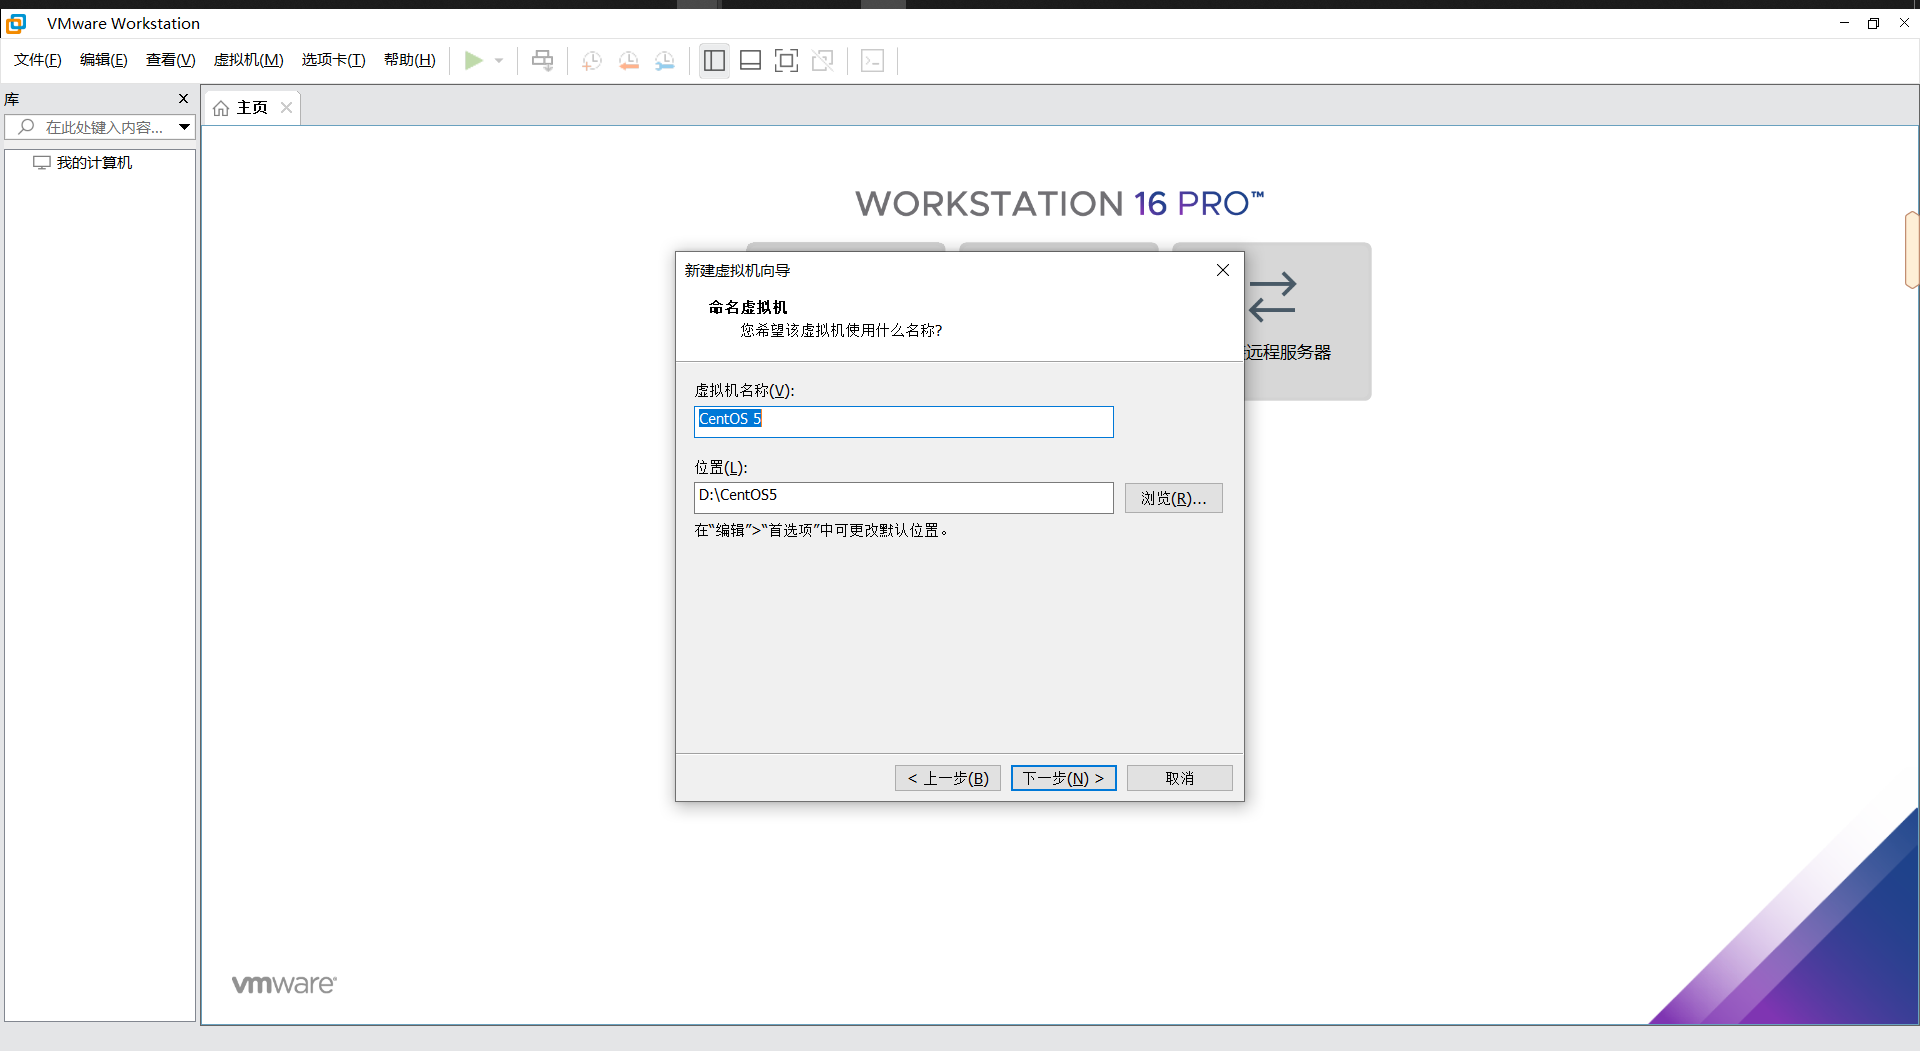 VMware Workstation
文件(F) 编辑(E) 查看(V) 虚拟机(M) 选项卡(T) 帮助(H)
库
在此处键入内容...
我的计算机
主页
WORKSTATION 16 PRO™
远程服务器
新建虚拟机向导
命名虚拟机
您希望该虚拟机使用什么名称?
虚拟机名称(V):
CentOS 5
位置(L):
D:\CentOS5
浏览(R)...
在“编辑”>“首选项”中可更改默认位置。
< 上一步(B)
下一步(N) >
取消
vmware